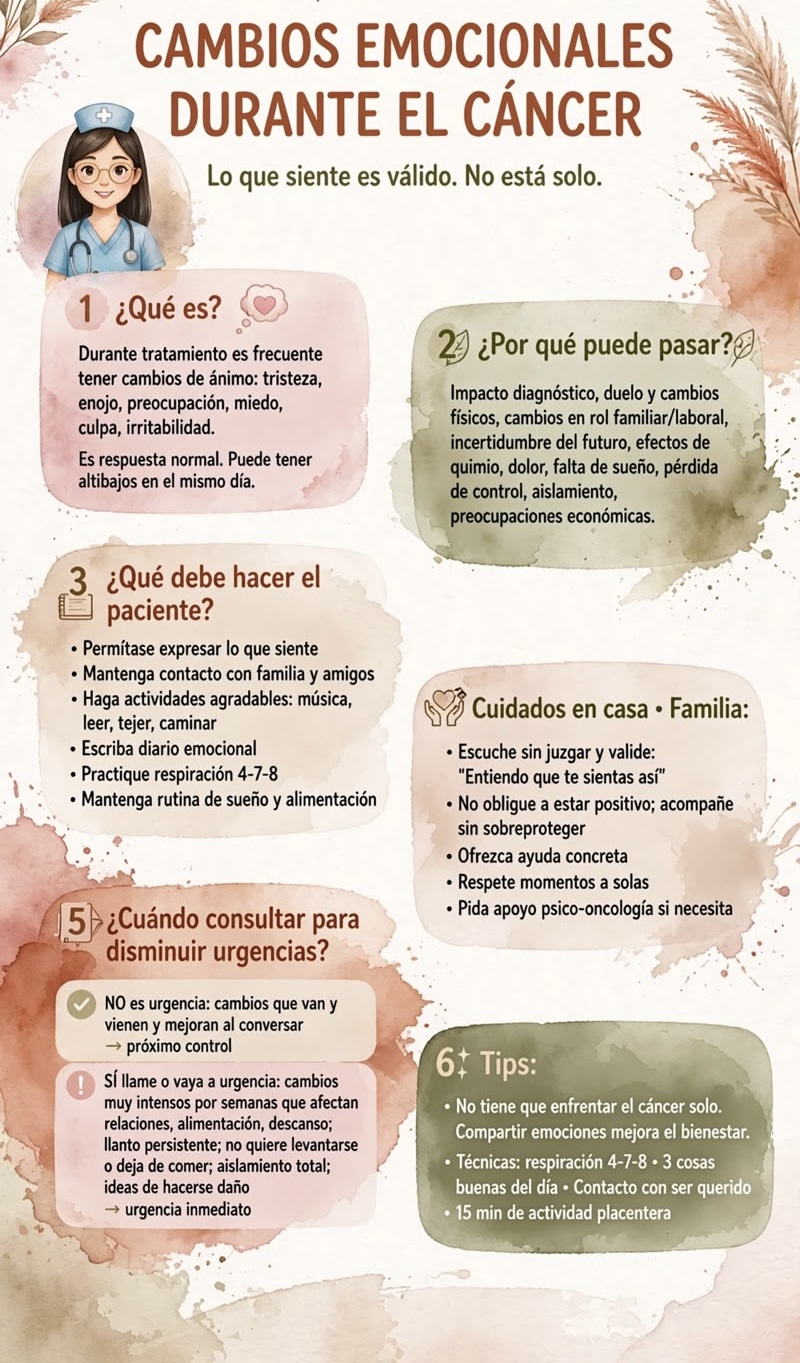 CAMBIOS EMOCIONALES
DURANTE EL CÁNCER
Lo que siente es válido. No está solo.
1 ¿Qué es?
Durante tratamiento es frecuente
tener cambios de ánimo: tristeza,
enojo, preocupación, miedo,
culpa, irritabilidad.
Es respuesta normal. Puede tener
altibajos en el mismo día.
2 ¿Por qué puede pasar?
Impacto diagnóstico, duelo y cambios
físicos, cambios en rol familiar/laboral,
incertidumbre del futuro, efectos de
quimio, dolor, falta de sueño, pérdida
de control, aislamiento,
preocupaciones económicas.
3 ¿Qué debe hacer el
paciente?
• Permítase expresar lo que siente
• Mantenga contacto con familia y amigos
• Haga actividades agradables: música,
leer, tejer, caminar
• Escriba diario emocional
• Practique respiración 4-7-8
• Mantenga rutina de sueño y alimentación
Cuidados en casa • Familia:
• Escuche sin juzgar y valide:
"Entiendo que te sientas así"
• No obligue a estar positivo; acompañe
sin sobreproteger
• Ofrezca ayuda concreta
• Respete momentos a solas
• Pida apoyo psico-oncología si necesita
5 ¿Cuándo consultar para
disminuir urgencias?
NO es urgencia: cambios que van y
vienen y mejoran al conversar
→ próximo control
! SÍ llame o vaya a urgencia: cambios
muy intensos por semanas que afectan
relaciones, alimentación, descanso;
llanto persistente; no quiere levantarse
o deja de comer; aislamiento total;
ideas de hacerse daño
→ urgencia inmediato
6 Tips:
• No tiene que enfrentar el cáncer solo.
Compartir emociones mejora el bienestar.
• Técnicas: respiración 4-7-8 • 3 cosas
buenas del día • Contacto con ser querido
• 15 min de actividad placentera